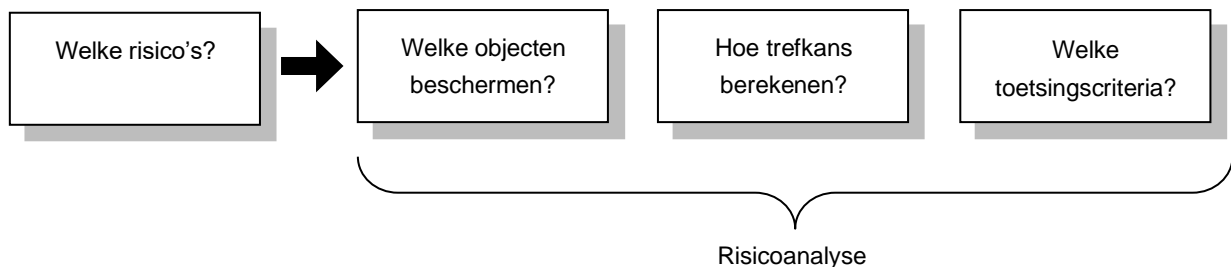 Welke risico's?
Welke objecten
beschermen?
Hoe trefkans
berekenen?
Welke
toetsingscriteria?
Risicoanalyse